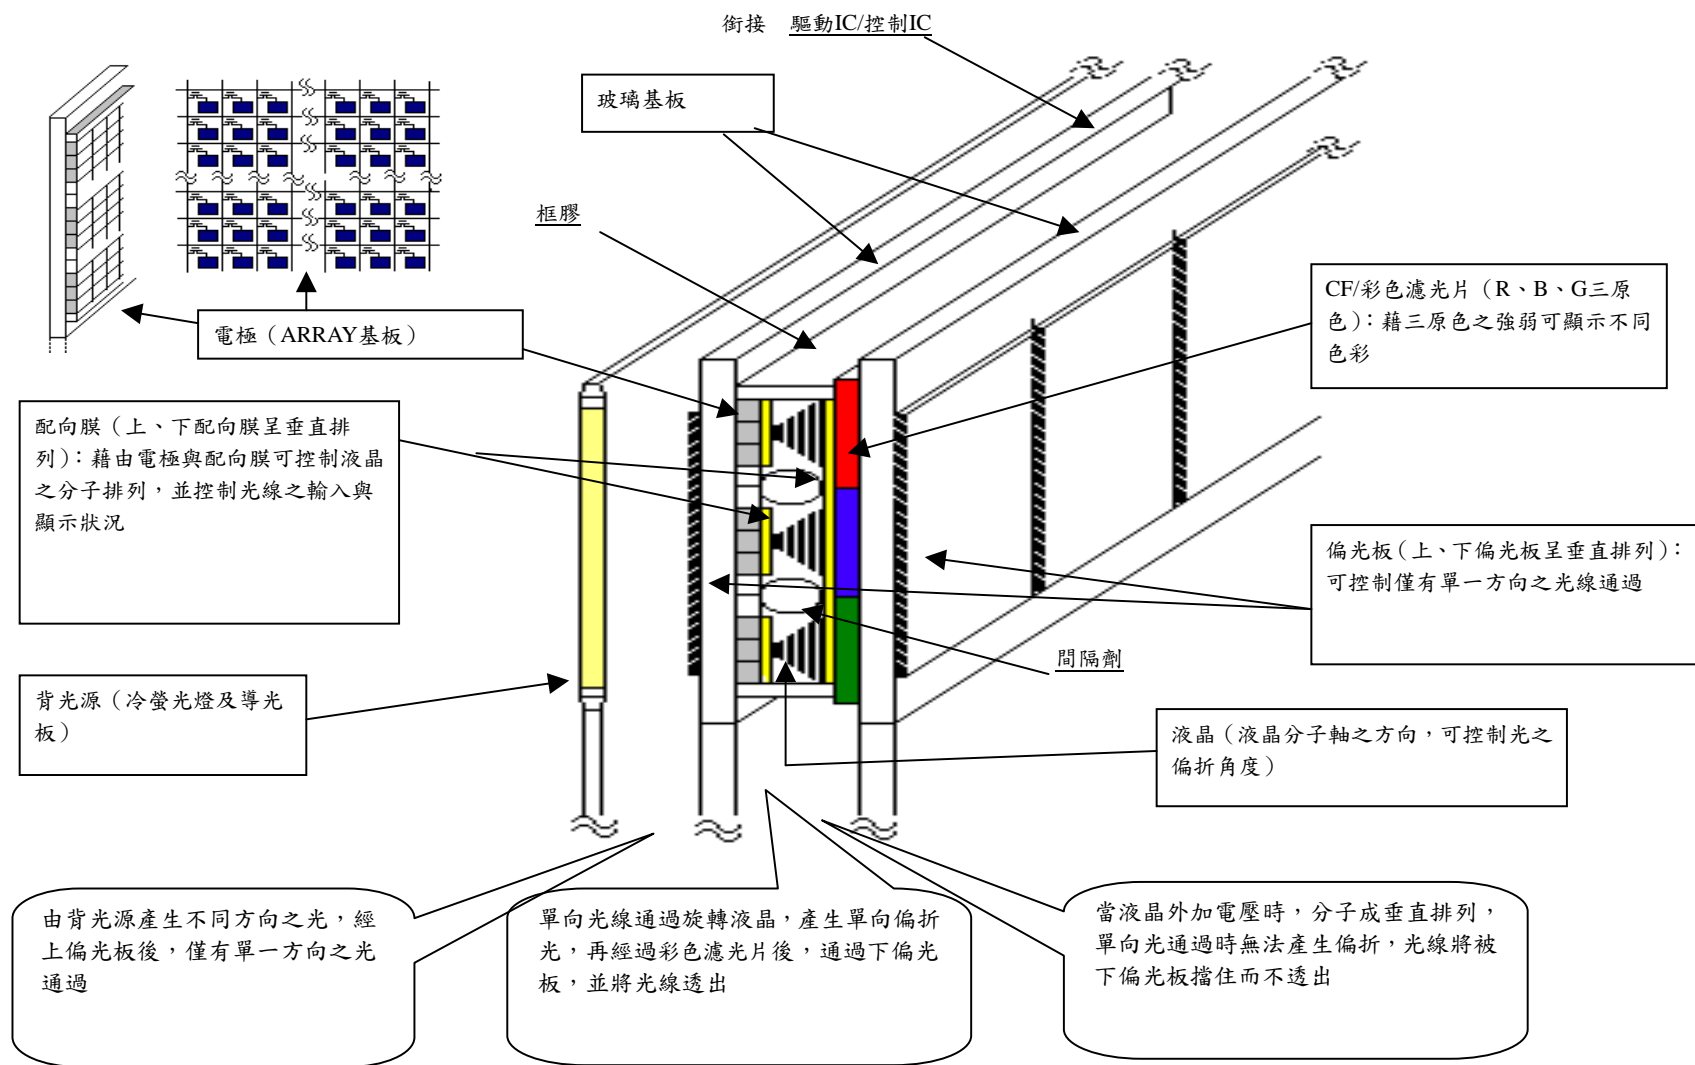 銜接 驅動IC/控制IC
玻璃基板
框膠
電極（ARRAY基板）
CF/彩色濾光片（R、B、G三原
色）：藉三原色之強弱可顯示不同
色彩
配向膜（上、下配向膜呈垂直排
列）：藉由電極與配向膜可控制液晶
之分子排列，並控制光線之輸入與
顯示狀況
偏光板（上、下偏光板呈垂直排列）：
可控制僅有單一方向之光線通過
間隔劑
背光源（冷螢光燈及導光
板）
液晶（液晶分子軸之方向，可控制光之
偏折角度）
由背光源產生不同方向之光，經
上偏光板後，僅有單一方向之光
通過
單向光線通過旋轉液晶，產生單向偏折
光，再經過彩色濾光片後，通過下偏光
板，並將光線透出
當液晶外加電壓時，分子成垂直排列，
單向光通過時無法產生偏折，光線將被
下偏光板擋住而不透出